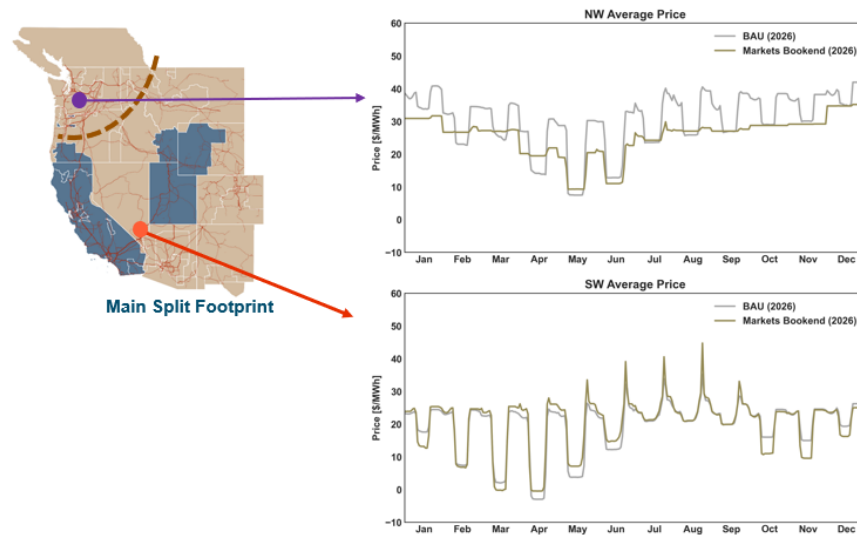 NW Average Price
BAU (2026)
Markets Bookend (2026)
Price [$/MWh]
60
50
40
30
20
10
0
−10
Jan Feb Mar Apr May Jun Jul Aug Sep Oct Nov Dec
Main Split Footprint
SW Average Price
BAU (2026)
Markets Bookend (2026)
Price [$/MWh]
60
50
40
30
20
10
0
−10
Jan Feb Mar Apr May Jun Jul Aug Sep Oct Nov Dec